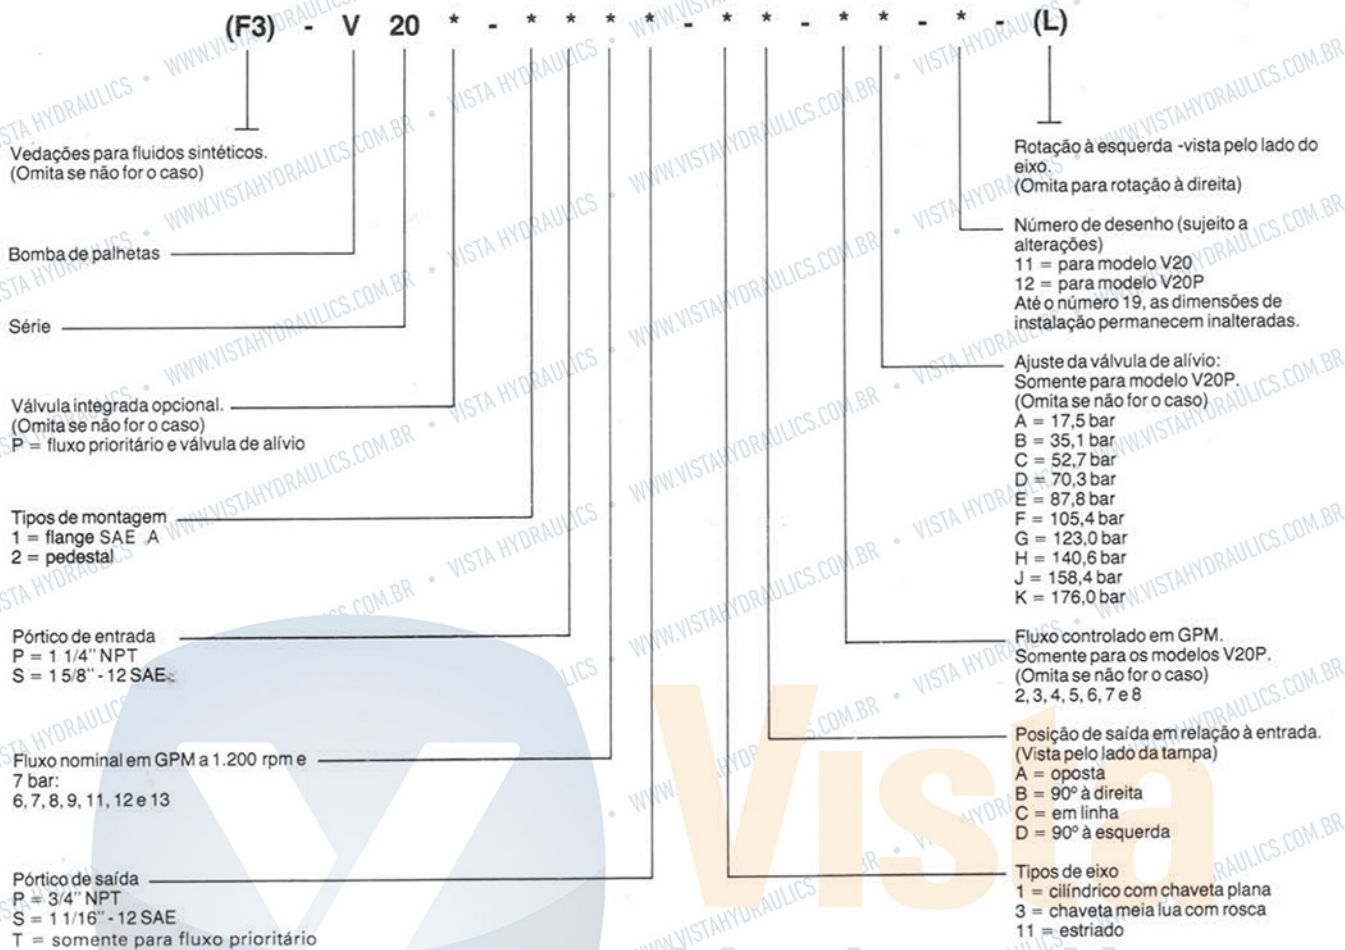 (F3) - V 20 * - * * * * - * * - * * - * - (L)
Vedações para fluidos sintéticos.
(Omita se não for o caso)
Bomba de palhetas
Série
Válvula integrada opcional.
(Omita se não for o caso)
P = fluxo prioritário e válvula de alívio
Tipos de montagem
1 = flange SAE A
2 = pedestal
Pórtico de entrada
P = 1 1/4" NPT
S = 1 5/8" - 12 SAE
Fluxo nominal em GPM a 1.200 rpm e
7 bar:
6, 7, 8, 9, 11, 12 e 13
Pórtico de saída
P = 3/4" NPT
S = 1 1/16" - 12 SAE
T = somente para fluxo prioritário
Rotação à esquerda -vista pelo lado do
eixo.
(Omita para rotação à direita)
Número de desenho (sujeito a
alterações)
11 = para modelo V20
12 = para modelo V20P
Até o número 19, as dimensões de
instalação permanecem inalteradas.
Ajuste da válvula de alívio:
Somente para modelo V20P.
(Omita se não for o caso)
A = 17,5 bar
B = 35,1 bar
C = 52,7 bar
D = 70,3 bar
E = 87,8 bar
F = 105,4 bar
G = 123,0 bar
H = 140,6 bar
J = 158,4 bar
K = 176,0 bar
Fluxo controlado em GPM.
Somente para os modelos V20P.
(Omita se não for o caso)
2, 3, 4, 5, 6, 7 e 8
Posição de saída em relação à entrada.
(Vista pelo lado da tampa)
A = oposta
B = 90º à direita
C = em linha
D = 90º à esquerda
Tipos de eixo
1 = cilíndrico com chaveta plana
3 = chaveta meia lua com rosca
11 = estriado
Vista
VISTA HYDRAULICS • WWW.VISTAHYDRAULICS.COM.BR